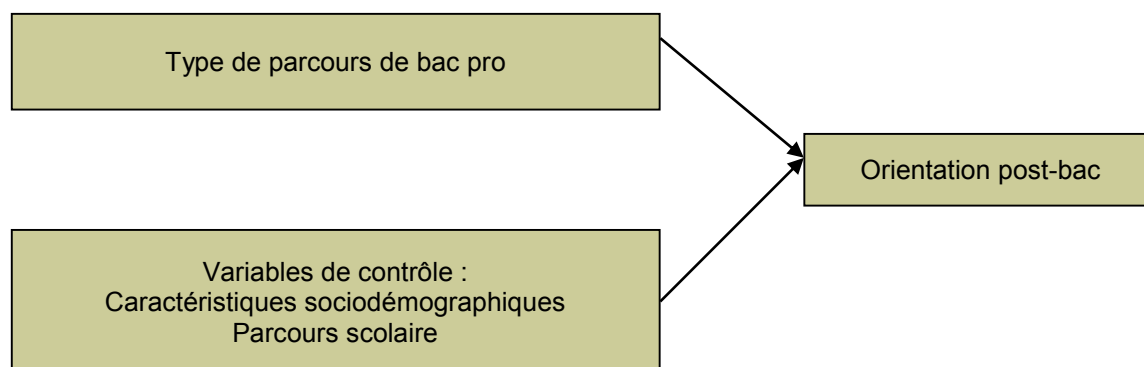 Type de parcours de bac pro
Orientation post-bac
Variables de contrôle :
Caractéristiques sociodémographiques
Parcours scolaire